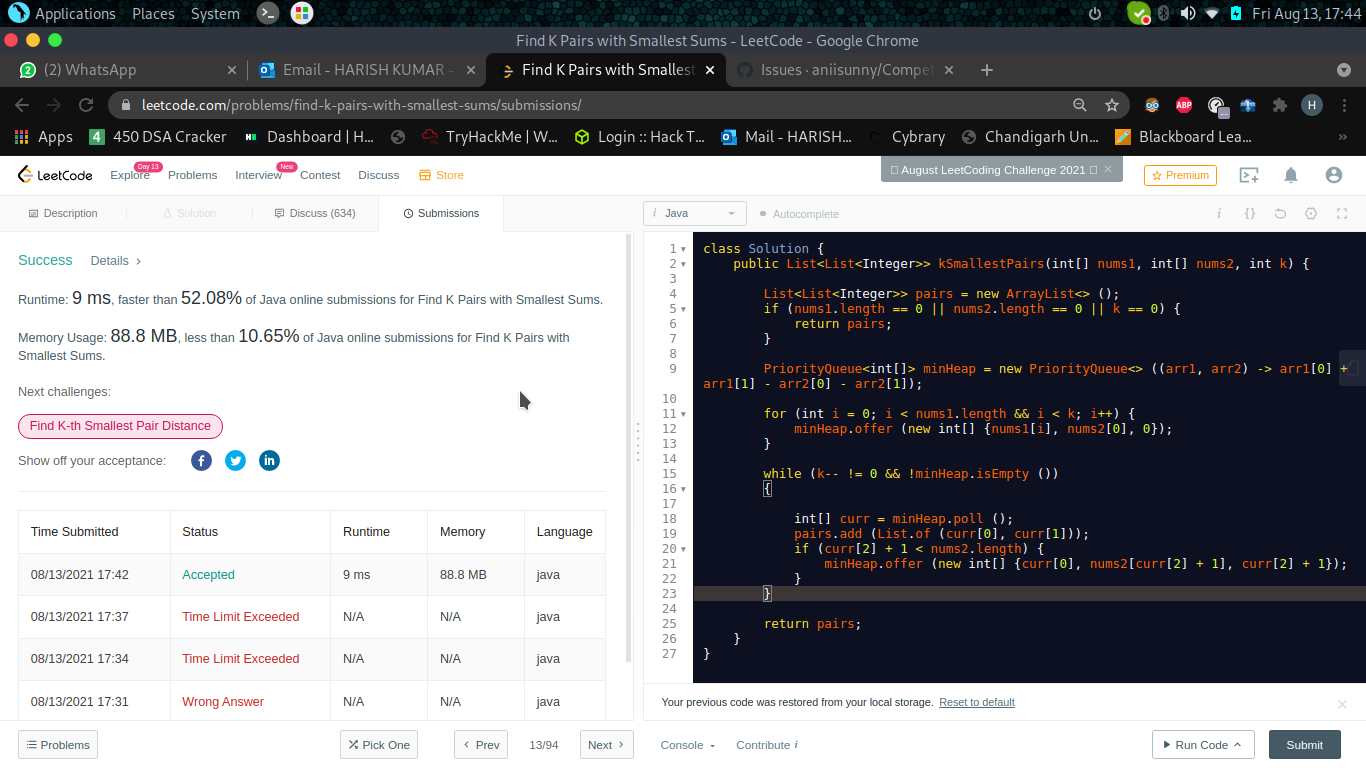 Applications Places System
Fri Aug 13, 17:44
Find K Pairs with Smallest Sums - LeetCode - Google Chrome
(2) WhatsApp
Email - HARISH KUMAR -
Find K Pairs with Smallest
Issues · aniisunny/Compet
leetcode.com/problems/find-k-pairs-with-smallest-sums/submissions/
ABP
H
Apps
4 450 DSA Cracker
Dashboard | H...
TryHackMe | W...
Login :: Hack T...
Mail - HARISH...
Cybrary
Chandigarh Un...
Blackboard Lea...
»
LeetCode
Explore Day 13
Problems
Interview New
Contest
Discuss
Store
August LeetCoding Challenge 2021
Premium
Description
Solution
Discuss (634)
Submissions
i Java
Autocomplete
Success Details
Runtime: 9 ms, faster than 52.08% of Java online submissions for Find K Pairs with Smallest Sums.
Memory Usage: 88.8 MB, less than 10.65% of Java online submissions for Find K Pairs with
Smallest Sums.
Next challenges:
Find K-th Smallest Pair Distance
Show off your acceptance:
Time Submitted Status Runtime Memory Language
08/13/2021 17:42 Accepted 9 ms 88.8 MB java
08/13/2021 17:37 Time Limit Exceeded N/A N/A java
08/13/2021 17:34 Time Limit Exceeded N/A N/A java
08/13/2021 17:31 Wrong Answer N/A N/A java
1 class Solution {
2 public List<List<Integer>> kSmallestPairs(int[] nums1, int[] nums2, int k) {
3
4 List<List<Integer>> pairs = new ArrayList<> ();
5 if (nums1.length == 0 || nums2.length == 0 || k == 0) {
6 return pairs;
7 }
8
9 PriorityQueue<int[]> minHeap = new PriorityQueue<> ((arr1, arr2) -> arr1[0] +
arr1[1] - arr2[0] - arr2[1]);
10
11 for (int i = 0; i < nums1.length && i < k; i++) {
12 minHeap.offer (new int[] {nums1[i], nums2[0], 0});
13 }
14
15 while (k-- != 0 && !minHeap.isEmpty ())
16 {
17
18 int[] curr = minHeap.poll ();
19 pairs.add (List.of (curr[0], curr[1]));
20 if (curr[2] + 1 < nums2.length) {
21 minHeap.offer (new int[] {curr[0], nums2[curr[2] + 1], curr[2] + 1});
22 }
23 }
24
25 return pairs;
26 }
27 }
Your previous code was restored from your local storage. Reset to default
Problems
Pick One
Prev
13/94
Next
Console
Contribute i
Run Code
Submit